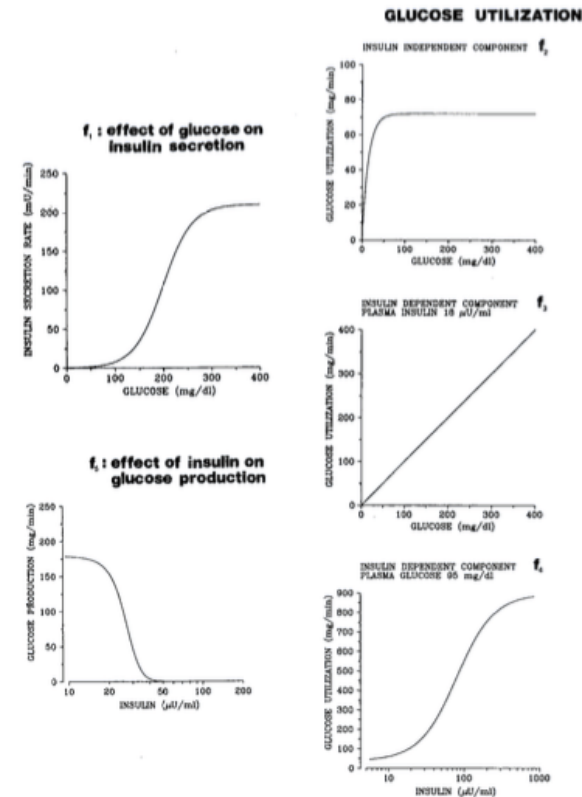 GLUCOSE UTILIZATION
INSULIN INDEPENDENT COMPONENT f₂
100
80
60
40
20
0
GLUCOSE UTILIZATION (mg/min)
0 100 200 300 400
GLUCOSE (mg/dl)
f₁ : effect of glucose on
insulin secretion
250
200
150
100
50
0
INSULIN SECRETION RATE (mU/min)
0 100 200 300 400
GLUCOSE (mg/dl)
INSULIN DEPENDENT COMPONENT f₃
PLASMA INSULIN μU/ml
400
300
200
100
0
GLUCOSE UTILIZATION (mg/min)
0 100 200 300 400
GLUCOSE (mg/dl)
f₅ : effect of insulin on
glucose production
250
200
150
100
50
0
GLUCOSE PRODUCTION (mg/min)
10 20 50 100 200
INSULIN (μU/ml)
INSULIN DEPENDENT COMPONENT f₄
PLASMA GLUCOSE 95 mg/dl
900
800
700
600
500
400
300
200
100
0
GLUCOSE UTILIZATION (mg/min)
10 100 1000
INSULIN (μU/ml)